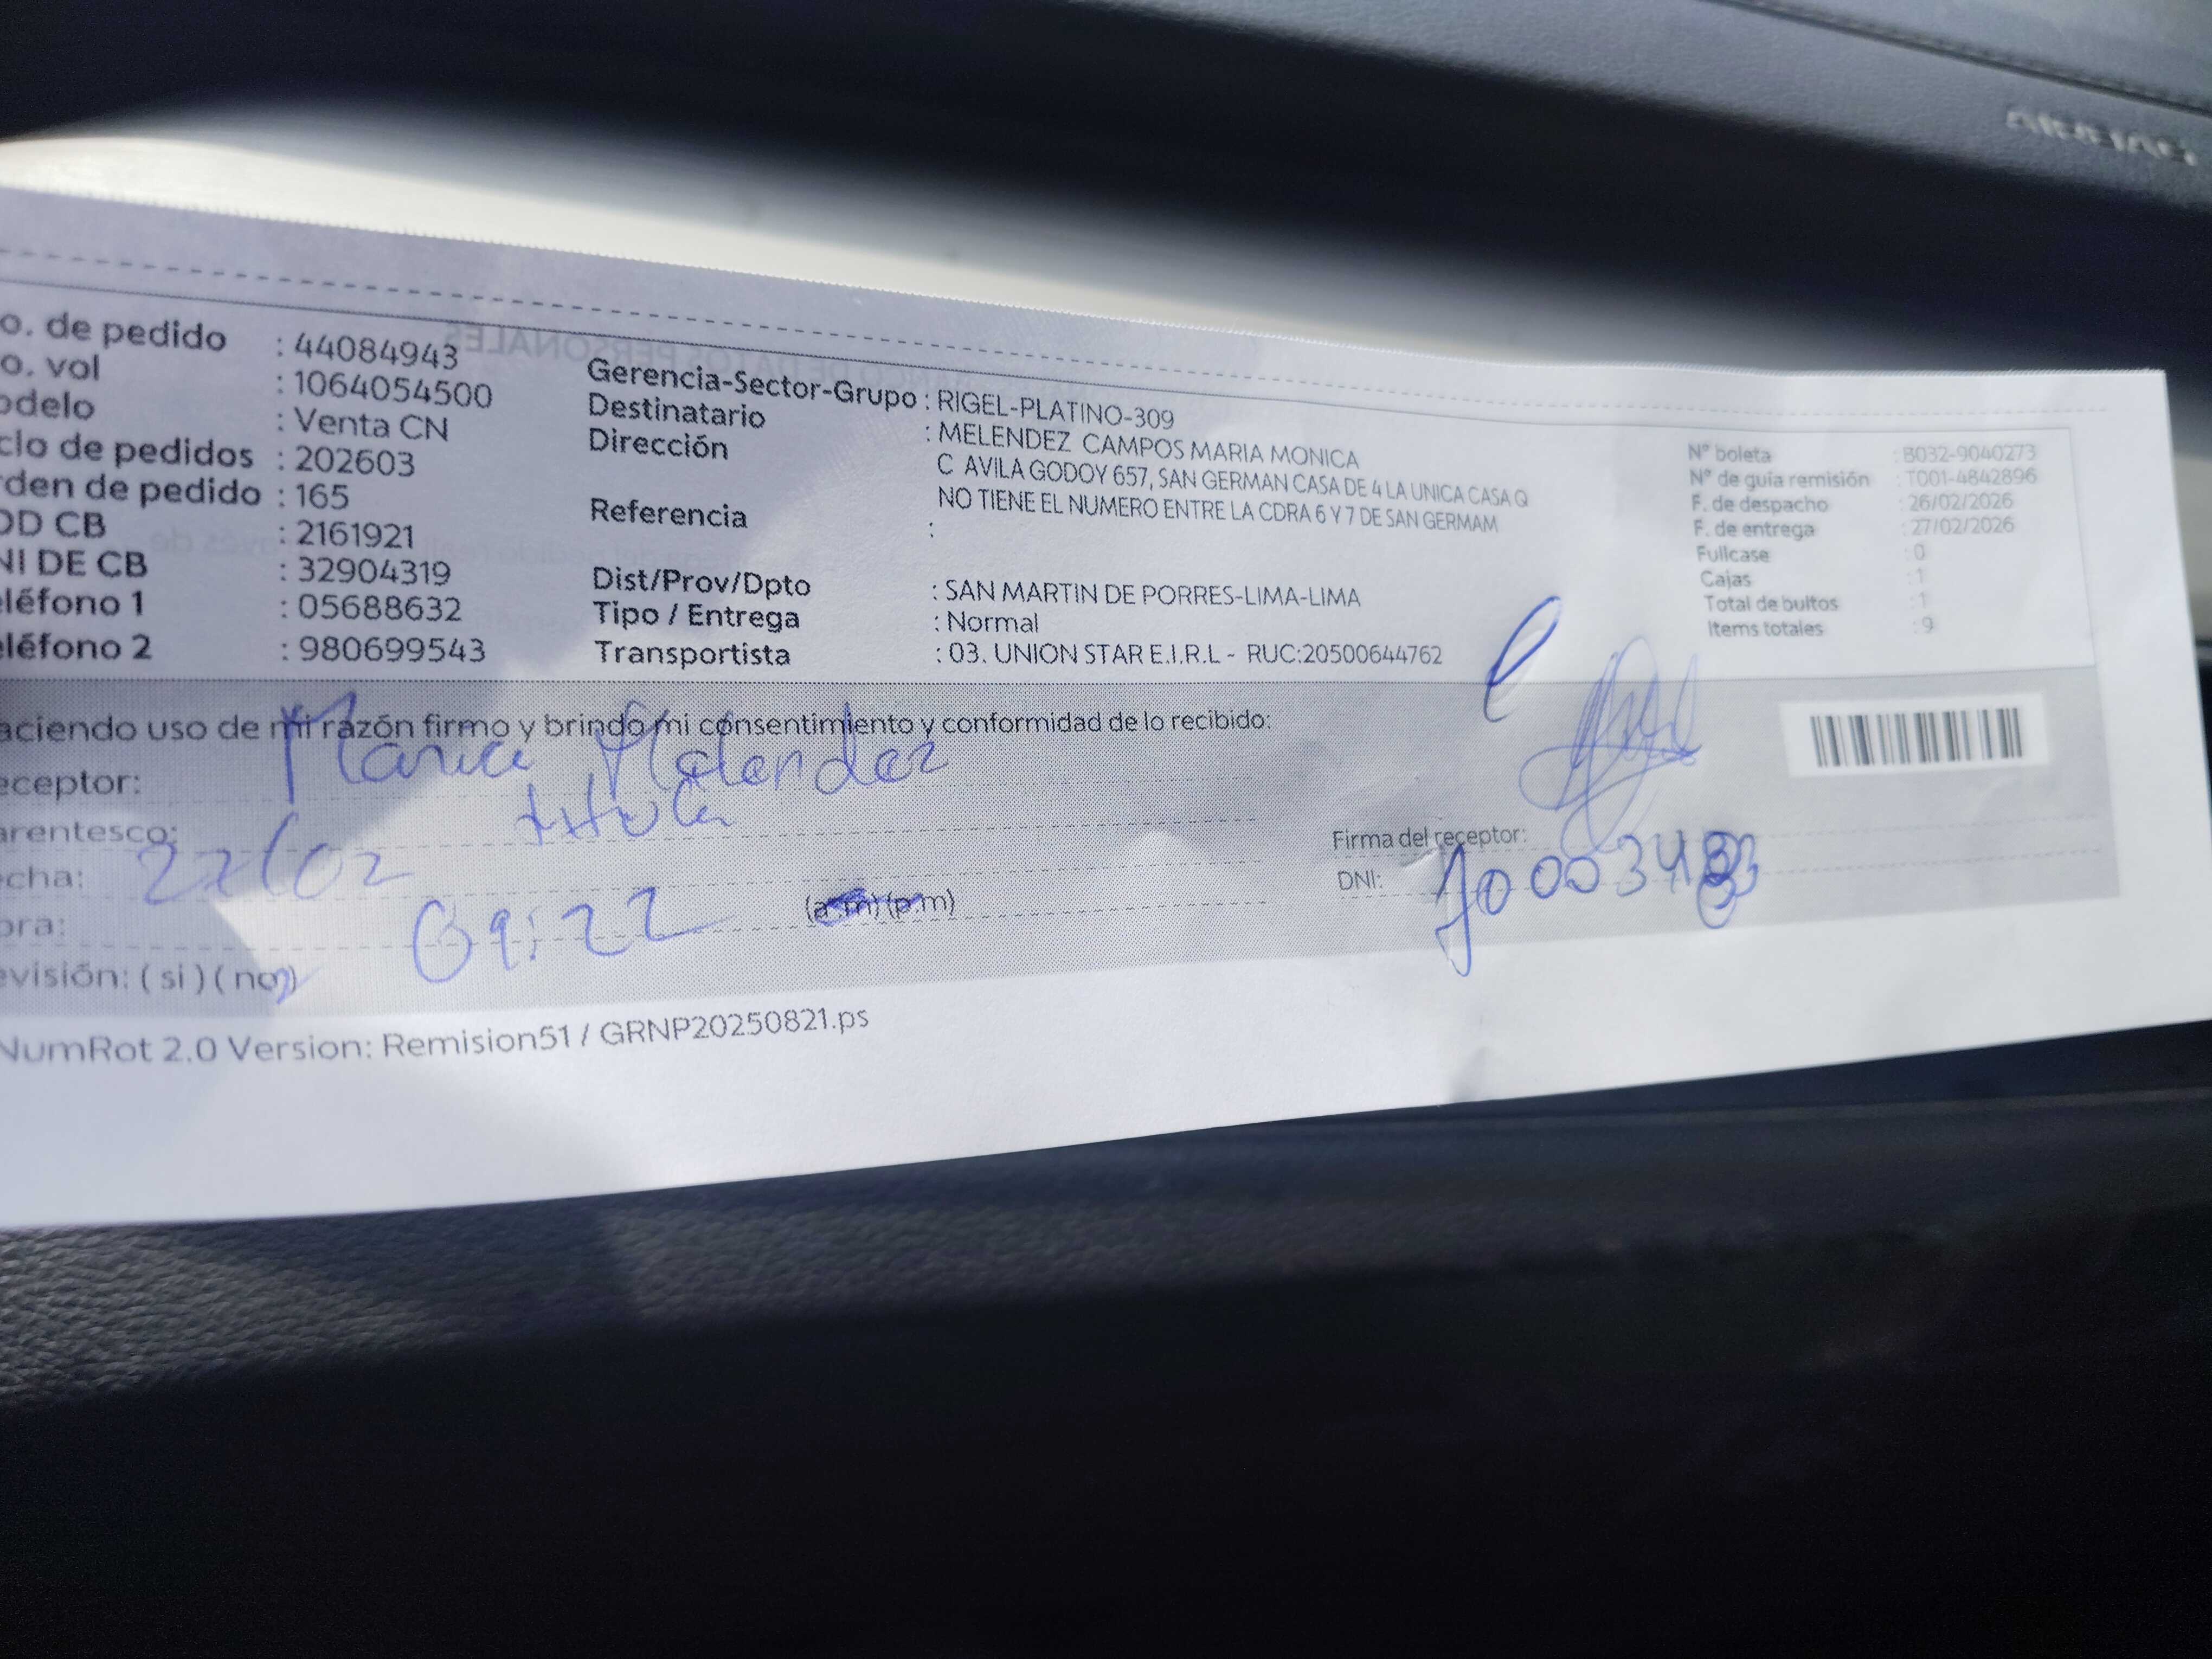 o. de pedido : 44084943
o. vol : 1064054500
odelo : Venta CN
clo de pedidos : 202603
rden de pedido : 165
OD CB : 2161921
NI DE CB : 32904319
eléfono 1 : 05688632
eléfono 2 : 980699543
Gerencia-Sector-Grupo : RIGEL-PLATINO-309
Destinatario : MELENDEZ CAMPOS MARIA MONICA
Dirección C AVILA GODOY 657, SAN GERMAN CASA DE 4 LA UNICA CASA Q
NO TIENE EL NUMERO ENTRE LA CDRA 6 Y 7 DE SAN GERMAM
Referencia :
Dist/Prov/Dpto : SAN MARTIN DE PORRES-LIMA-LIMA
Tipo / Entrega : Normal
Transportista : 03. UNION STAR E.I.R.L - RUC:20500644762
Nº boleta : B032-9040273
Nº de guía remisión : T001-4842896
F. de despacho : 26/02/2026
F. de entrega : 27/02/2026
Fullcase : 0
Cajas : 1
Total de bultos : 1
Items totales : 9
aciendo uso de mi razón firmo y brindo mi consentimiento y conformidad de lo recibido:
eceptor: Maria Melendez
arentesco: titular
echa: 27/02
ora: 09:22 (a.m) (p.m)
evisión: ( si ) ( no )
Firma del receptor:
DNI:
NumRot 2.0 Version: Remision51 / GRNP20250821.ps
AIRBAG